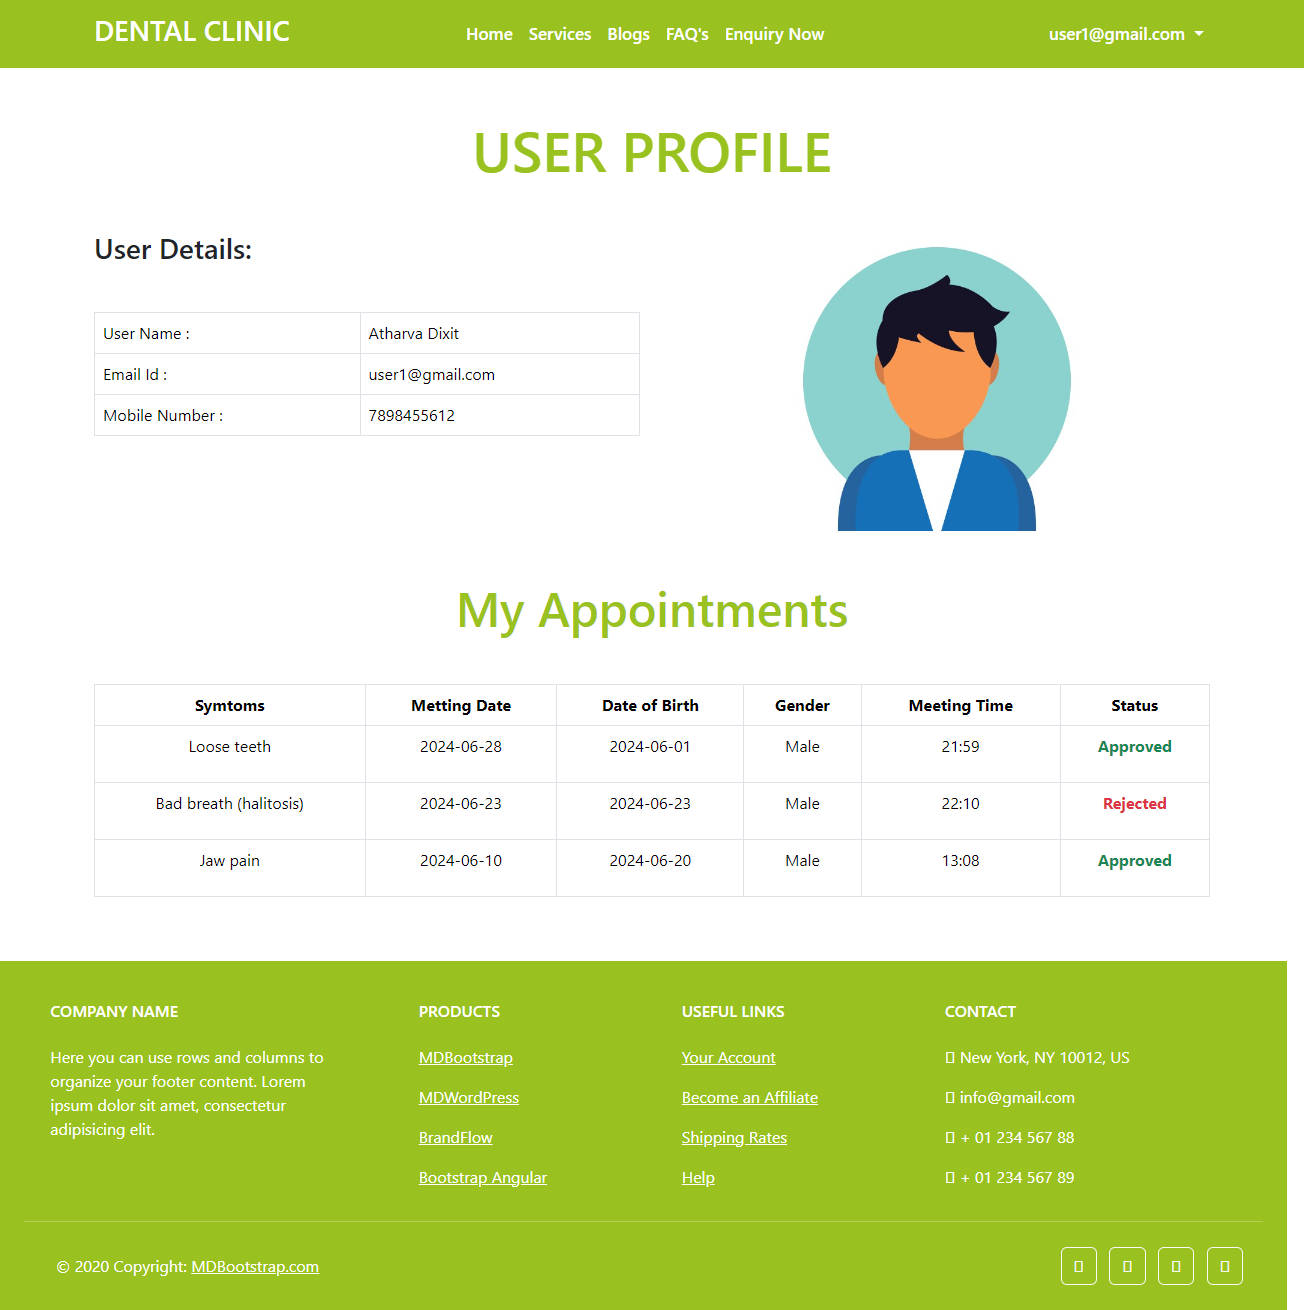 DENTAL CLINIC
Home Services Blogs FAQ's Enquiry Now
user1@gmail.com
USER PROFILE
User Details:
User Name : Atharva Dixit
Email Id : user1@gmail.com
Mobile Number : 7898455612
My Appointments
Symtoms Metting Date Date of Birth Gender Meeting Time Status
Loose teeth 2024-06-28 2024-06-01 Male 21:59 Approved
Bad breath (halitosis) 2024-06-23 2024-06-23 Male 22:10 Rejected
Jaw pain 2024-06-10 2024-06-20 Male 13:08 Approved
COMPANY NAME
Here you can use rows and columns to
organize your footer content. Lorem
ipsum dolor sit amet, consectetur
adipisicing elit.
PRODUCTS
MDBootstrap
MDWordPress
BrandFlow
Bootstrap Angular
USEFUL LINKS
Your Account
Become an Affiliate
Shipping Rates
Help
CONTACT
New York, NY 10012, US
info@gmail.com
+ 01 234 567 88
+ 01 234 567 89
© 2020 Copyright: MDBootstrap.com